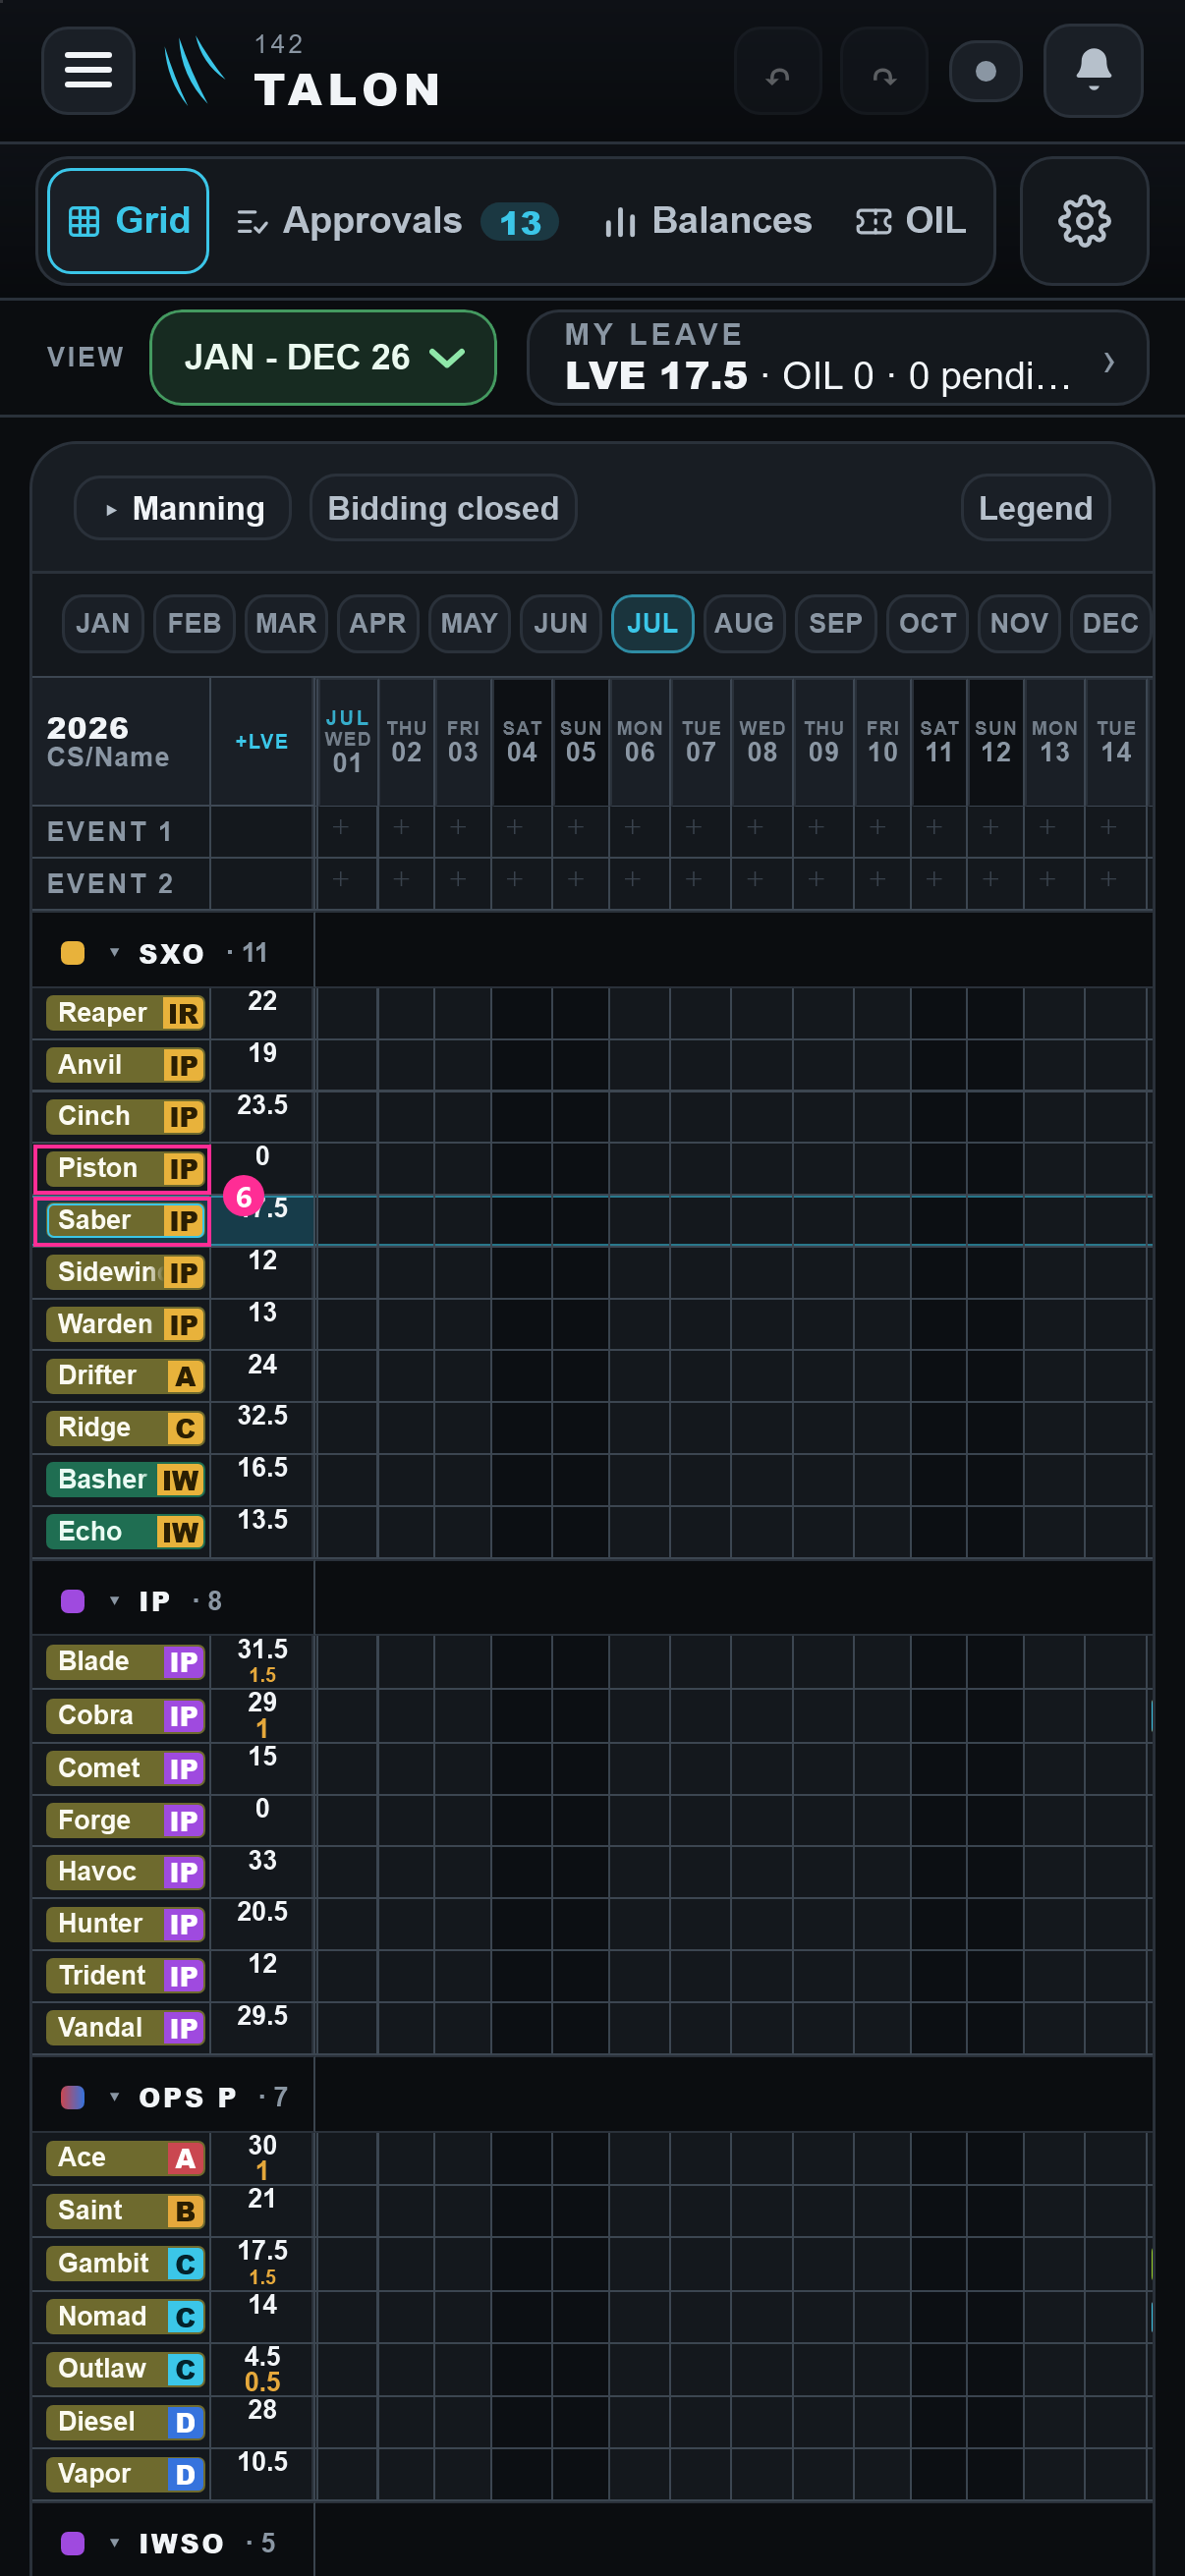 142
TALON
Grid Approvals 13 Balances OIL
VIEW JAN - DEC 26
MY LEAVE
LVE 17.5 · OIL 0 · 0 pendi...
Manning Bidding closed Legend
JAN FEB MAR APR MAY JUN JUL AUG SEP OCT NOV DEC
2026
CS/Name
+LVE
JUL WED 01
THU 02
FRI 03
SAT 04
SUN 05
MON 06
TUE 07
WED 08
THU 09
FRI 10
SAT 11
SUN 12
MON 13
TUE 14
EVENT 1 + + + + + + + + + + + + + +
EVENT 2 + + + + + + + + + + + + + +
SXO · 11
Reaper IR 22
Anvil IP 19
Cinch IP 23.5
Piston IP 0
6
Saber IP 7.5
Sidewin IP 12
Warden IP 13
Drifter A 24
Ridge C 32.5
Basher IW 16.5
Echo IW 13.5
IP · 8
Blade IP 31.5
1.5
Cobra IP 29
1
Comet IP 15
Forge IP 0
Havoc IP 33
Hunter IP 20.5
Trident IP 12
Vandal IP 29.5
OPS P · 7
Ace A 30
1
Saint B 21
Gambit C 17.5
1.5
Nomad C 14
Outlaw C 4.5
0.5
Diesel D 28
Vapor D 10.5
IWSO · 5